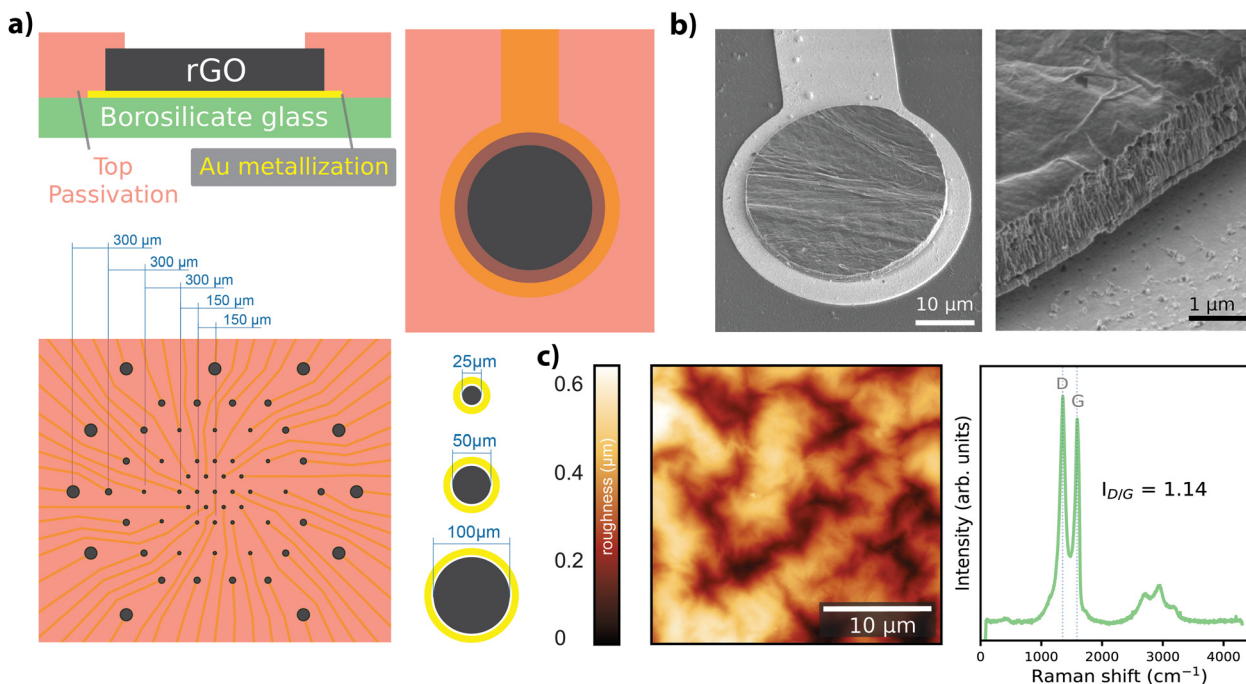 a)
rGO
Borosilicate glass
Top
Passivation
Au metallization
300 μm
300 μm
300 μm
150 μm
150 μm
25μm
50μm
100μm
b)
10 μm
1 μm
c)
0.6
0.4
0.2
0
roughness (μm)
10 μm
D
G
I_{D/G} = 1.14
Intensity (arb. units)
0 1000 2000 3000 4000
Raman shift (cm⁻¹)